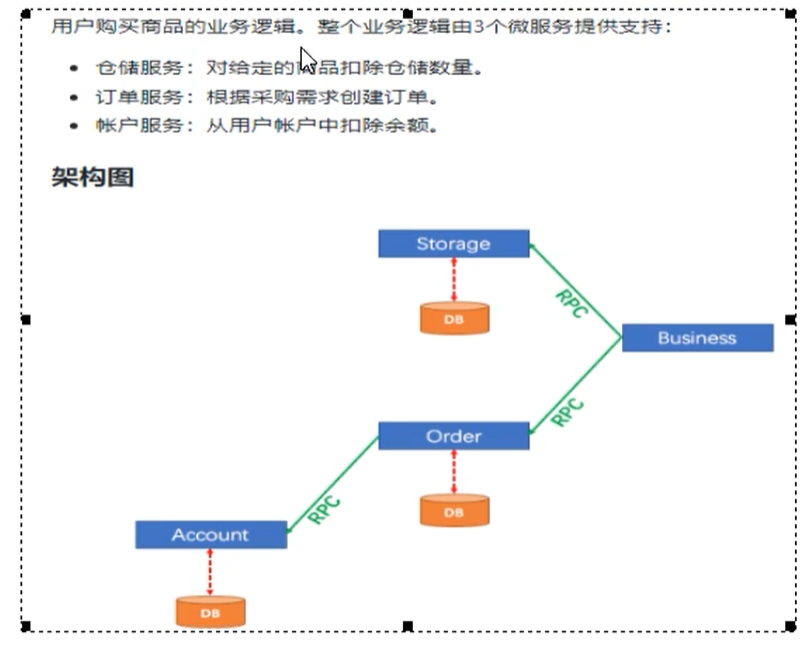 用户购买商品的业务逻辑。整个业务逻辑由3个微服务提供支持：
• 仓储服务：对给定的商品扣除仓储数量。
• 订单服务：根据采购需求创建订单。
• 帐户服务：从用户帐户中扣除余额。
架构图
Storage
RPC
DB
Business
RPC
Order
RPC
DB
Account
DB